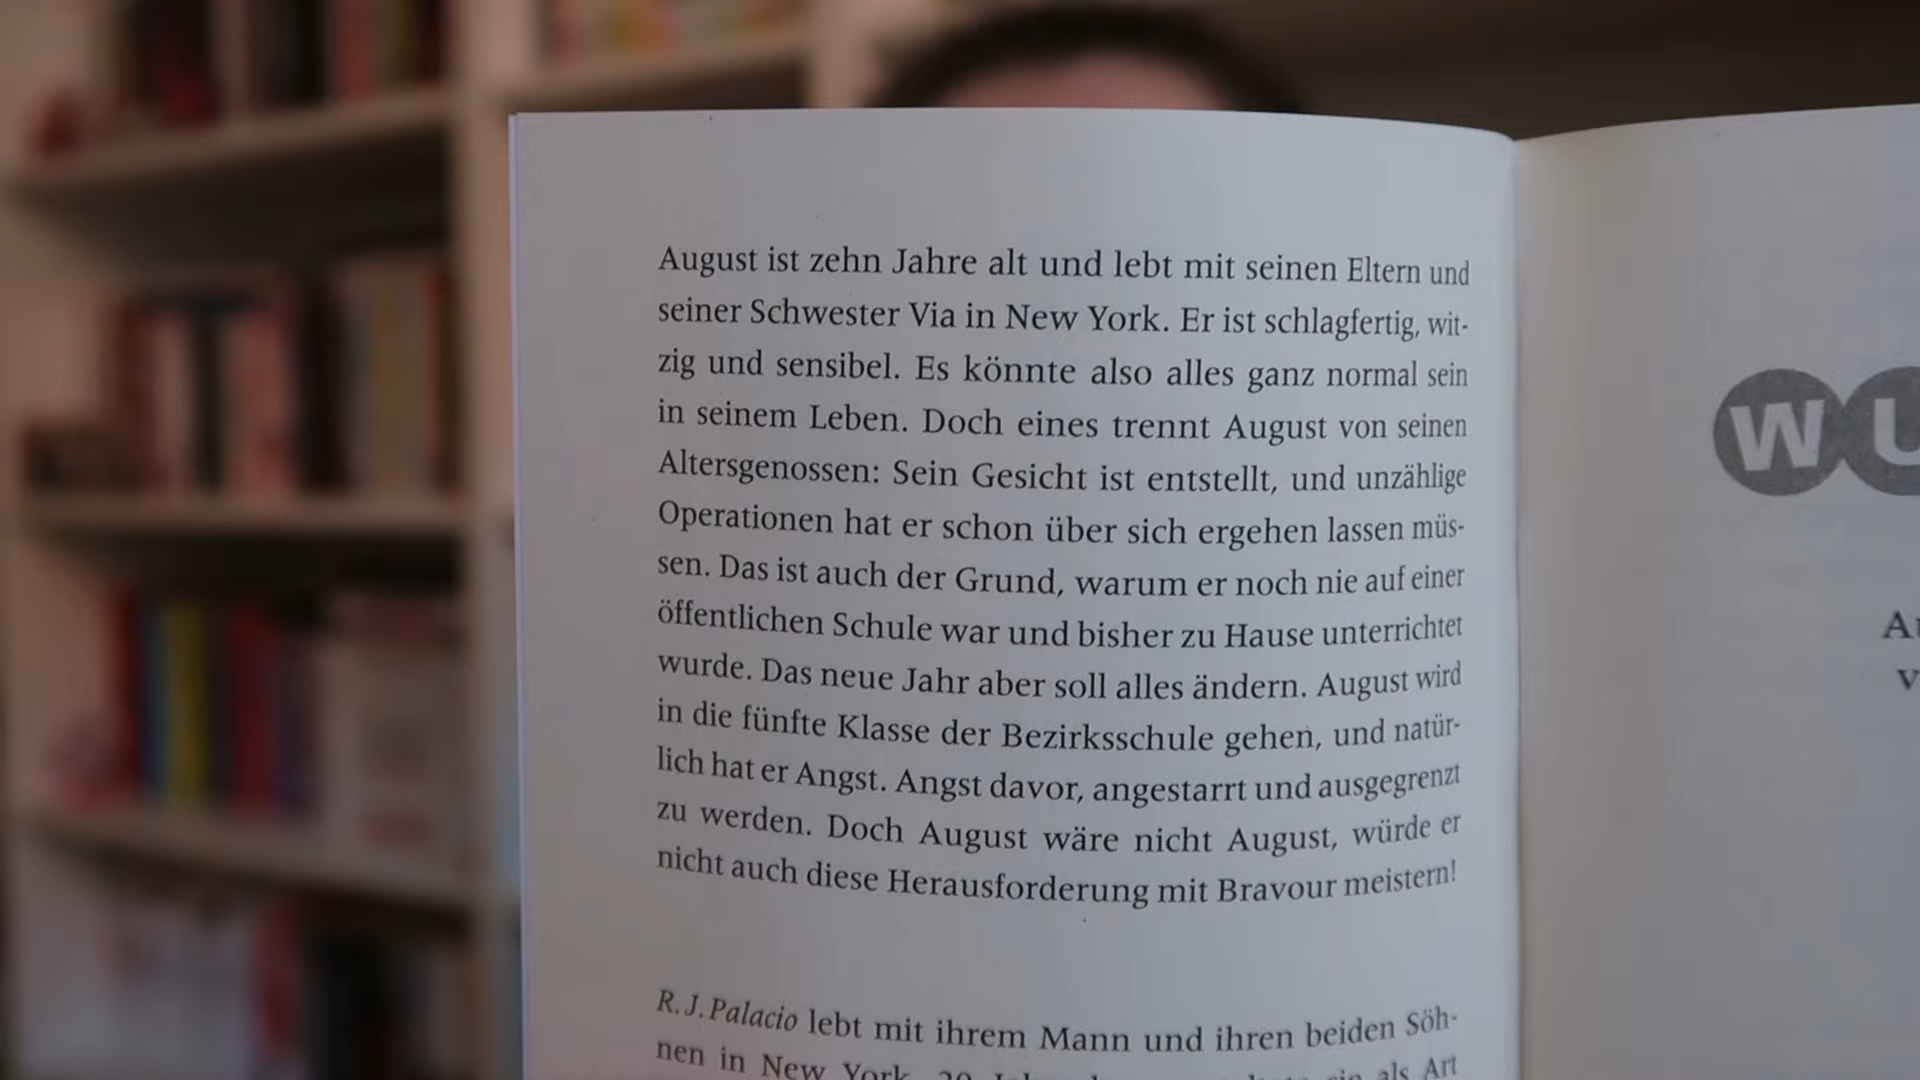 August ist zehn Jahre alt und lebt mit seinen Eltern und
seiner Schwester Via in New York. Er ist schlagfertig, wit-
zig und sensibel. Es könnte also alles ganz normal sein
in seinem Leben. Doch eines trennt August von seinen
Altersgenossen: Sein Gesicht ist entstellt, und unzählige
Operationen hat er schon über sich ergehen lassen müs-
sen. Das ist auch der Grund, warum er noch nie auf einer
öffentlichen Schule war und bisher zu Hause unterrichtet
wurde. Das neue Jahr aber soll alles ändern. August wird
in die fünfte Klasse der Bezirksschule gehen, und natür-
lich hat er Angst. Angst davor, angestarrt und ausgegrenzt
zu werden. Doch August wäre nicht August, würde er
nicht auch diese Herausforderung mit Bravour meistern!
R. J. Palacio lebt mit ihrem Mann und ihren beiden Söh-
nen in New York. als Art
WU